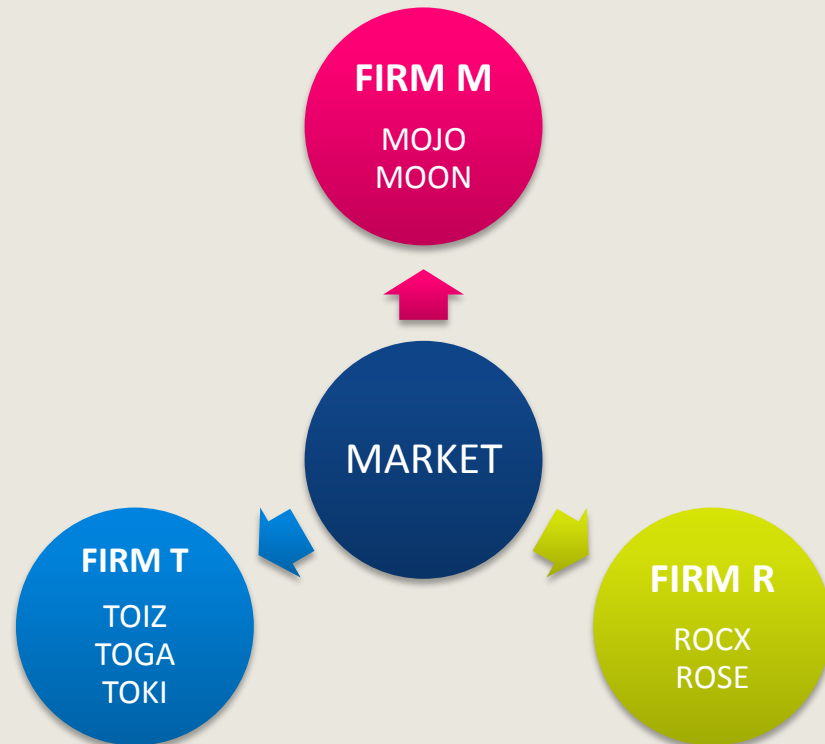 FIRM M
MOJO
MOON
MARKET
FIRM T
TOIZ
TOGA
TOKI
FIRM R
ROCX
ROSE